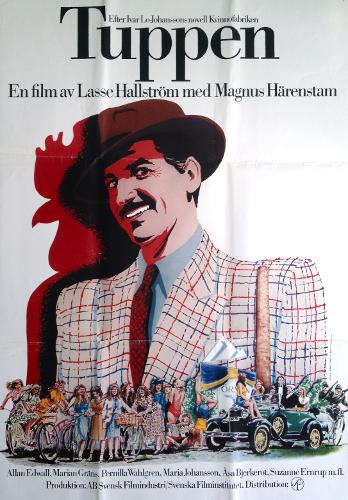 Efter Ivar Lo-Johanssons novell Kvinnofabriken
Tuppen
En film av Lasse Hallström med Magnus Härenstam
Allan Edwall, Marian Gräns, Pernilla Wahlgren, Maria Johansson, Åsa Bjerkerot, Suzanne Ernrup m.fl.
Produktion: AB Svensk Filmindustri, Svenska Filminstitutet. Distribution: SF